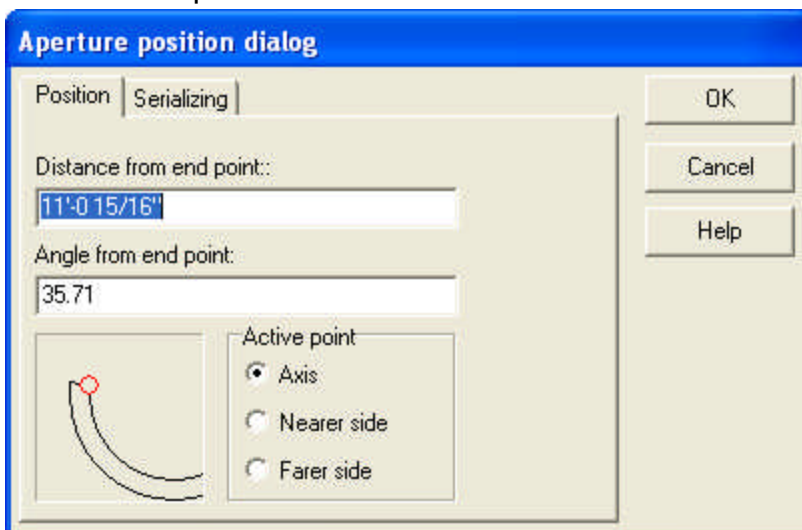 Aperture position dialog
Position Serializing
OK
Distance from end point::
Cancel
11'-0 15/16"
Help
Angle from end point:
35.71
Active point
Axis
Nearer side
Farer side